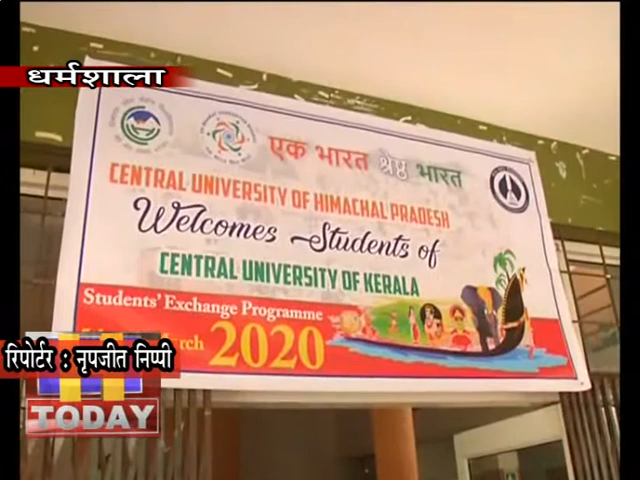 धर्मशाला
एक भारत श्रेष्ठ भारत
CENTRAL UNIVERSITY OF HIMACHAL PRADESH
Welcomes Students of
CENTRAL UNIVERSITY OF KERALA
Students' Exchange Programme
2020
रिपोर्टर : नृपजीत निप्पी
TODAY